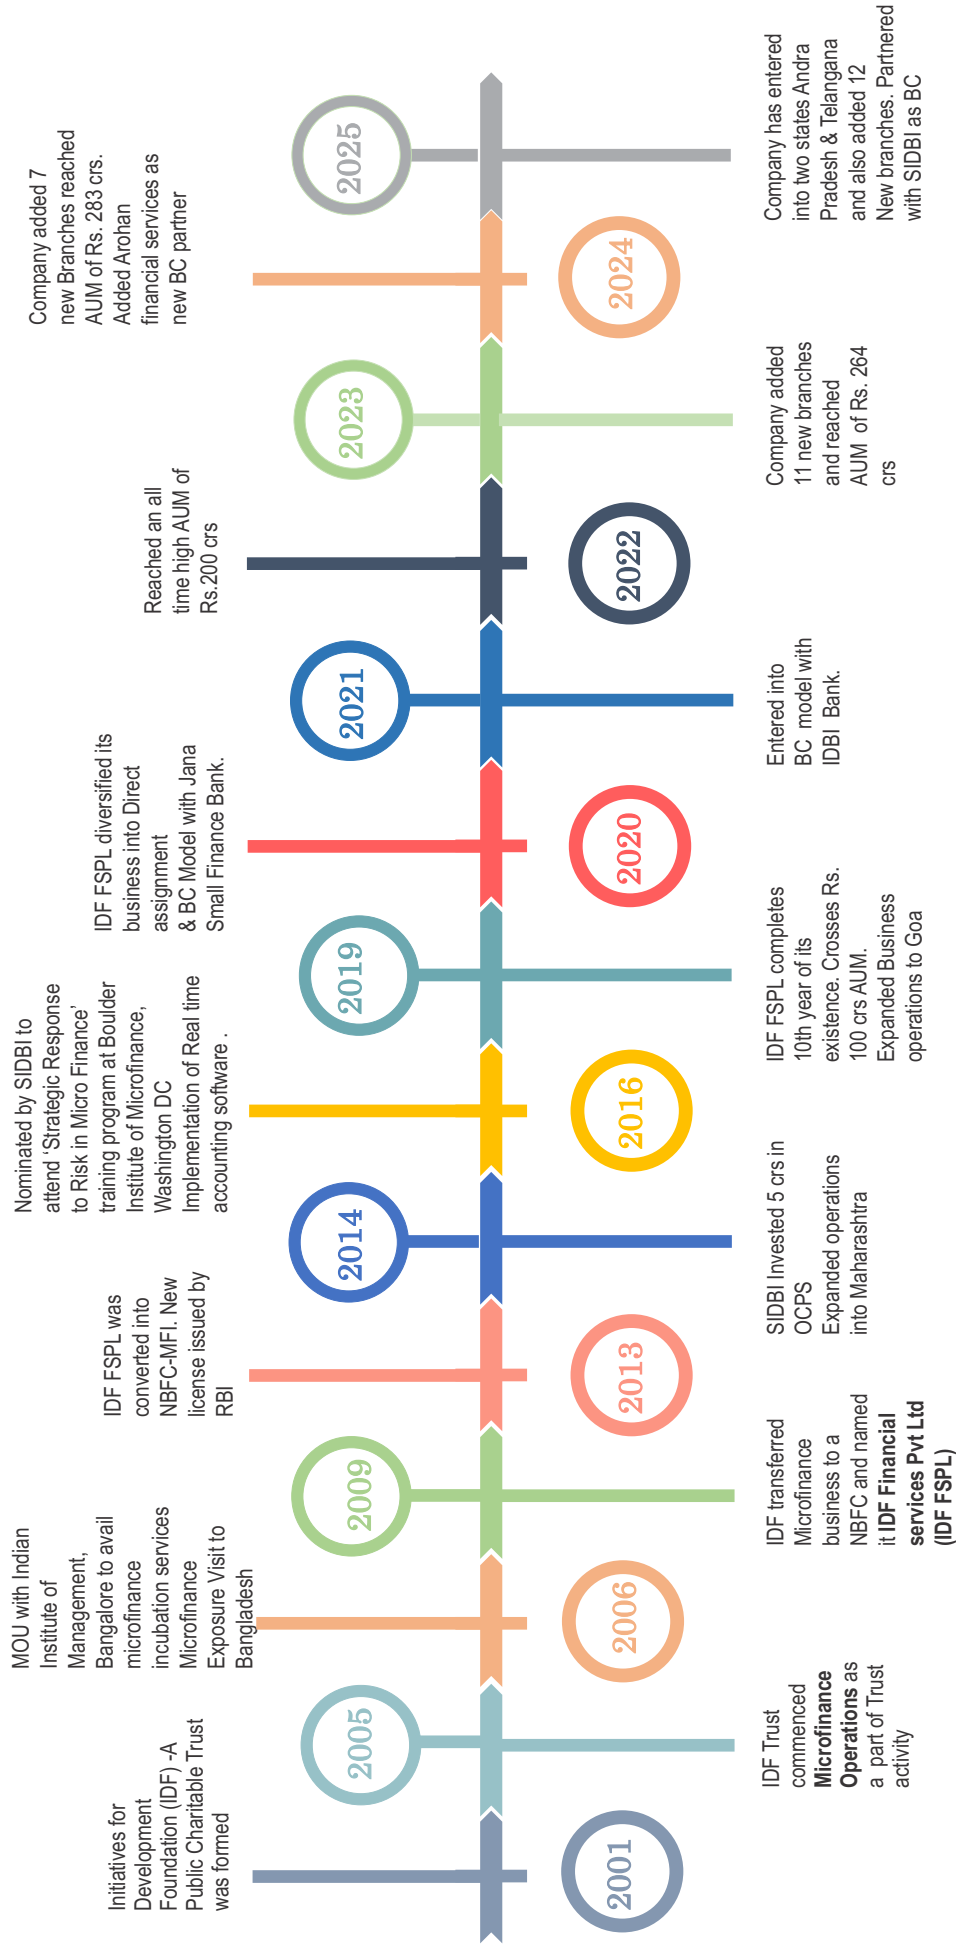 Initiatives for
Development
Foundation (IDF) -A
Public Charitable Trust
was formed
2001
2005
IDF Trust
commenced
Microfinance
Operations as
a part of Trust
activity
MOU with Indian
Institute of
Management,
Bangalore to avail
microfinance
incubation services
Microfinance
Exposure Visit to
Bangladesh
2006
2009
IDF transferred
Microfinance
business to a
NBFC and named
it IDF Financial
services Pvt Ltd
(IDF FSPL)
IDF FSPL was
converted into
NBFC-MFI. New
license issued by
RBI
2013
2014
SIDBI Invested 5 crs in
OCPS
Expanded operations
into Maharashtra
Nominated by SIDBI to
attend ‘Strategic Response
to Risk in Micro Finance’
training program at Boulder
Institute of Microfinance,
Washington DC
Implementation of Real time
accounting software .
2016
2019
IDF FSPL completes
10th year of its
existence. Crosses Rs.
100 crs AUM.
Expanded Business
operations to Goa
IDF FSPL diversified its
business into Direct
assignment
& BC Model with Jana
Small Finance Bank.
2020
2021
Entered into
BC model with
IDBI Bank.
Reached an all
time high AUM of
Rs.200 crs
2022
2023
Company added
11 new branches
and reached
AUM of Rs. 264
crs
Company added 7
new Branches reached
AUM of Rs. 283 crs.
Added Arohan
financial services as
new BC partner
2024
2025
Company has entered
into two states Andra
Pradesh & Telangana
and also added 12
New branches. Partnered
with SIDBI as BC